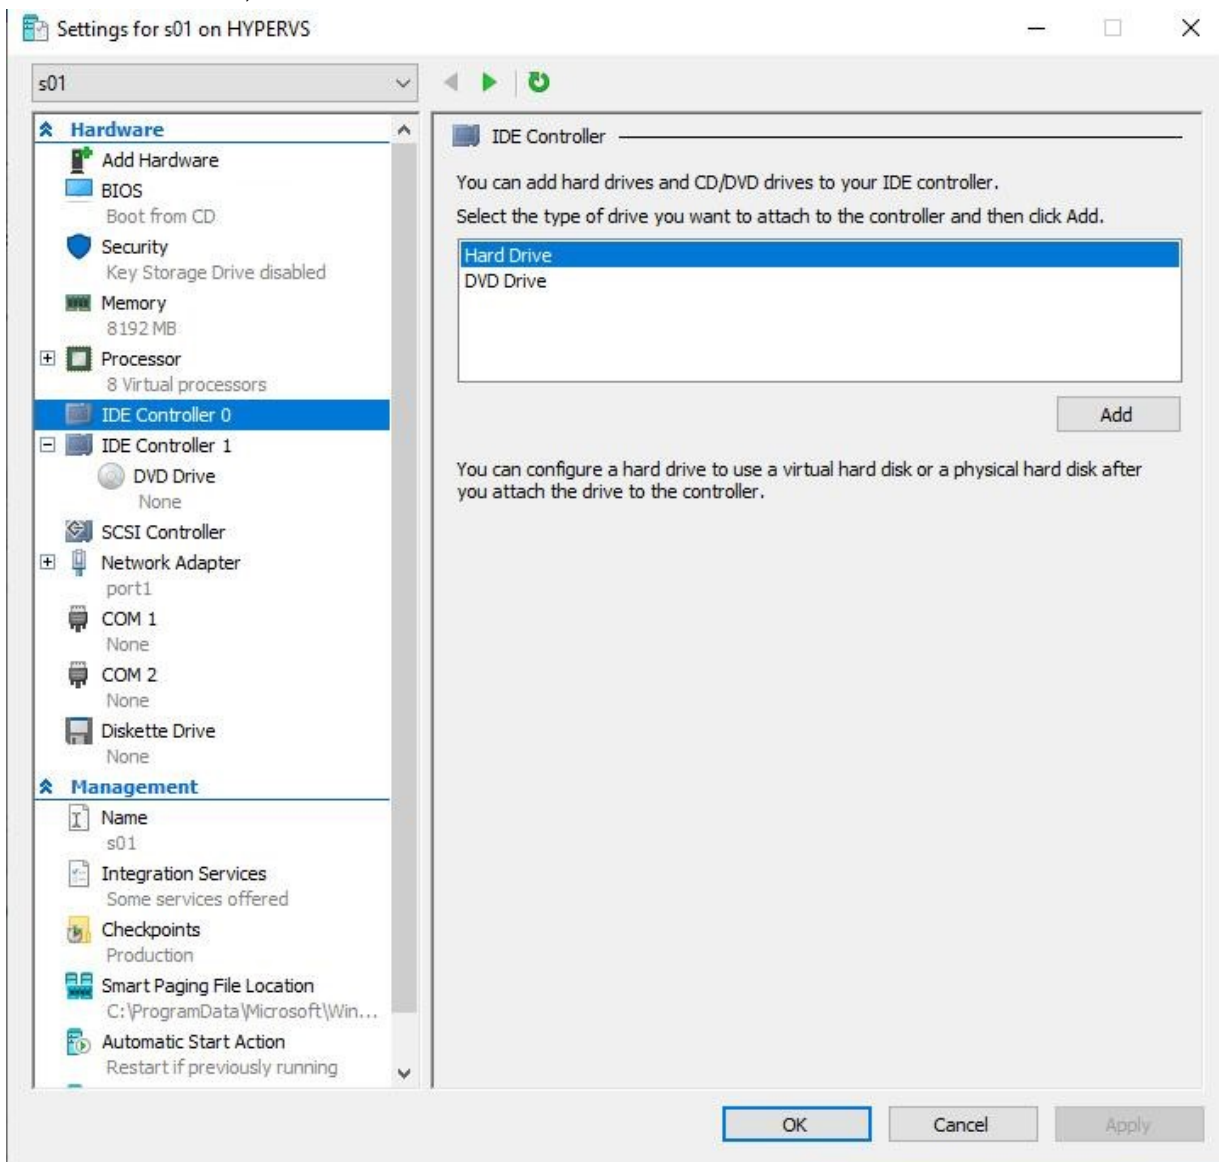 Settings for s01 on HYPERVS
s01
Hardware
Add Hardware
BIOS
Boot from CD
Security
Key Storage Drive disabled
Memory
8192 MB
Processor
8 Virtual processors
IDE Controller 0
IDE Controller 1
DVD Drive
None
SCSI Controller
Network Adapter
port1
COM 1
None
COM 2
None
Diskette Drive
None
Management
Name
s01
Integration Services
Some services offered
Checkpoints
Production
Smart Paging File Location
C:\ProgramData\Microsoft\Win...
Automatic Start Action
Restart if previously running
IDE Controller
You can add hard drives and CD/DVD drives to your IDE controller.
Select the type of drive you want to attach to the controller and then click Add.
Hard Drive
DVD Drive
Add
You can configure a hard drive to use a virtual hard disk or a physical hard disk after
you attach the drive to the controller.
OK
Cancel
Apply